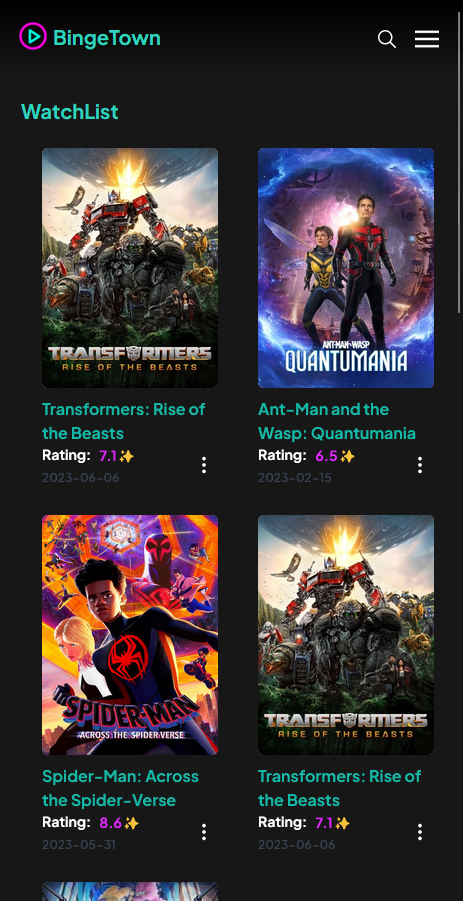 BingeTown
WatchList
TRANSFORMERS
RISE OF THE BEASTS
ANT-MAN AND THE WASP
QUANTUMANIA
Transformers: Rise of
the Beasts
Rating: 7.1✨
2023-06-06
Ant-Man and the
Wasp: Quantumania
Rating: 6.5✨
2023-02-15
SPIDER-MAN
ACROSS THE SPIDER-VERSE
TRANSFORMERS
RISE OF THE BEASTS
Spider-Man: Across
the Spider-Verse
Rating: 8.6✨
2023-05-31
Transformers: Rise of
the Beasts
Rating: 7.1✨
2023-06-06